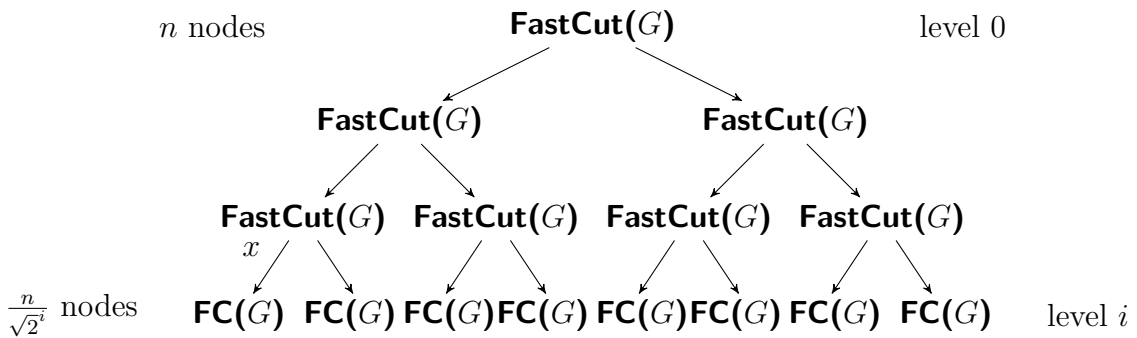 n nodes FastCut(G) level 0
FastCut(G) FastCut(G)
FastCut(G) FastCut(G) FastCut(G) FastCut(G)
x
n/√2^i nodes FC(G) FC(G) FC(G) FC(G) FC(G) FC(G) FC(G) FC(G) level i